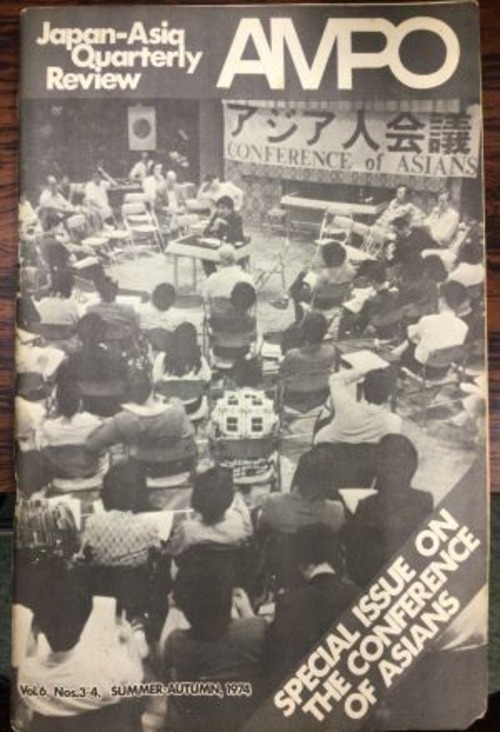 Japan-Asia
Quarterly
Review
AMPO
アジア人会議
CONFERENCE of ASIANS
SPECIAL ISSUE ON
THE CONFERENCE
OF ASIANS
Vol.6, Nos.3-4, SUMMER-AUTUMN, 1974